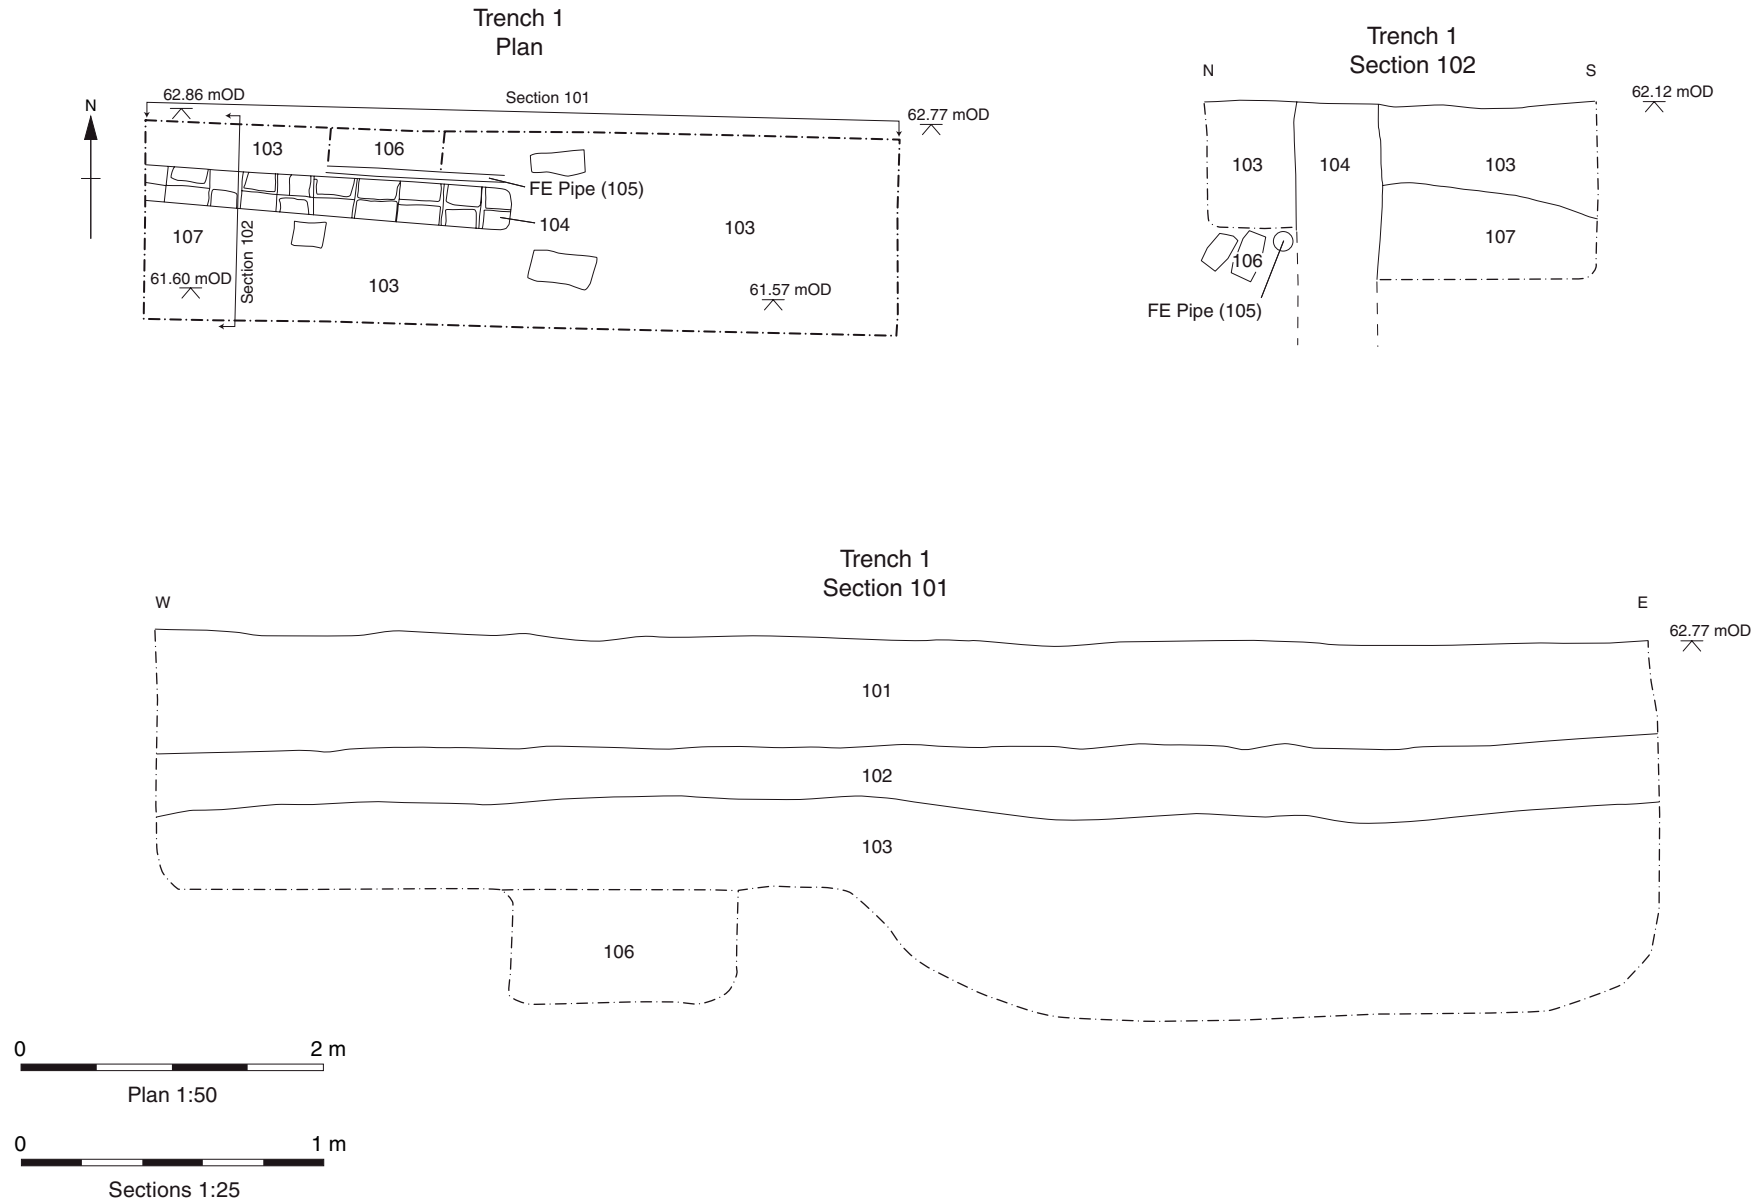 Trench 1
Plan
N
62.86 mOD
Section 101
62.77 mOD
103
106
FE Pipe (105)
104
103
107
Section 102
61.60 mOD
103
61.57 mOD
Trench 1
Section 102
N
S
62.12 mOD
103
104
103
107
106
FE Pipe (105)
Trench 1
Section 101
W
E
62.77 mOD
101
102
103
106
0
2 m
Plan 1:50
0
1 m
Sections 1:25